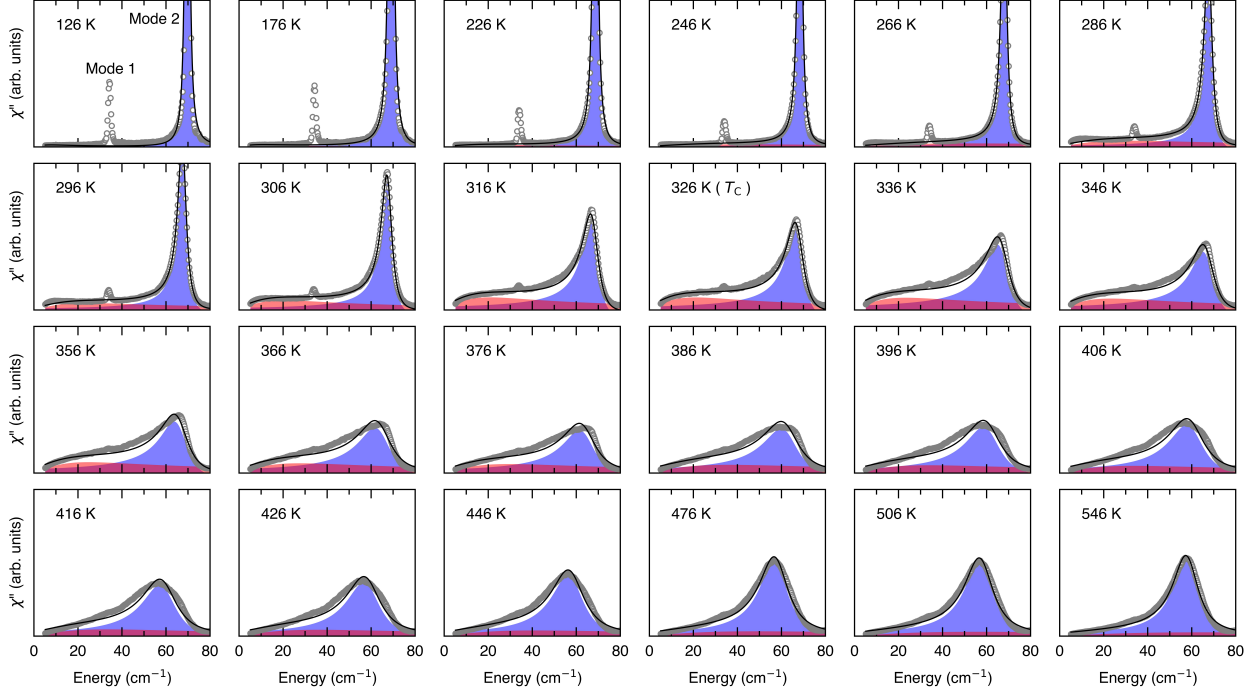 126 K
Mode 2
Mode 1
176 K
226 K
246 K
266 K
286 K
χ″ (arb. units)
296 K
306 K
316 K
326 K ( T_C )
336 K
346 K
χ″ (arb. units)
356 K
366 K
376 K
386 K
396 K
406 K
χ″ (arb. units)
416 K
426 K
446 K
476 K
506 K
546 K
χ″ (arb. units)
0 20 40 60 80
0 20 40 60 80
0 20 40 60 80
0 20 40 60 80
0 20 40 60 80
0 20 40 60 80
Energy (cm⁻¹)
Energy (cm⁻¹)
Energy (cm⁻¹)
Energy (cm⁻¹)
Energy (cm⁻¹)
Energy (cm⁻¹)